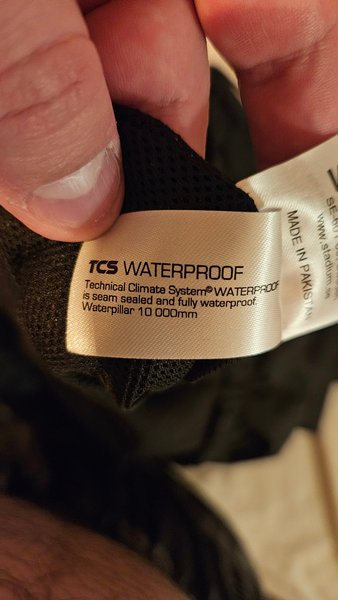 TCS WATERPROOF
Technical Climate System® WATERPROOF
is seam sealed and fully waterproof.
Waterpillar 10 000mm
MADE IN PAKISTAN
www.stadium.se